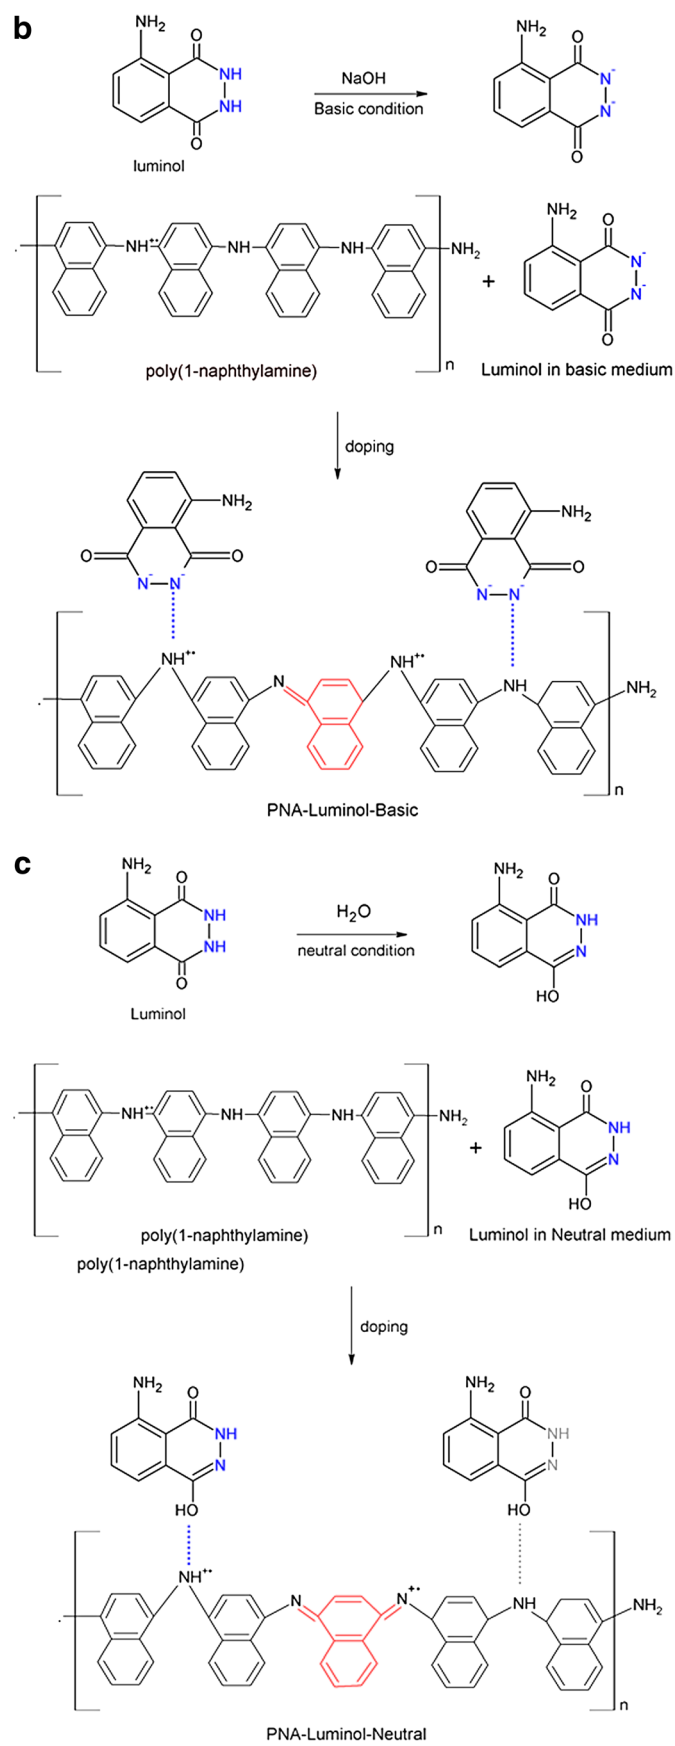 b
NH2
O
NH
NH
O
luminol
NaOH
Basic condition
NH2
O
N-
N-
O
NH•• NH NH NH2
n
poly(1-naphthylamine)
+
NH2
O
N-
N-
O
Luminol in basic medium
doping
NH2
O O
N- N-
NH2
O O
N- N-
NH+• N NH+• NH NH2
n
PNA-Luminol-Basic
c
NH2
O
NH
NH
O
Luminol
H2O
neutral condition
NH2
O
NH
N
HO
NH•• NH NH NH2
n
poly(1-naphthylamine)
poly(1-naphthylamine)
+
NH2
O
NH
N
HO
Luminol in Neutral medium
doping
NH2
O
NH
N
HO
NH2
O
NH
N
HO
NH+• N N+• NH NH2
n
PNA-Luminol-Neutral